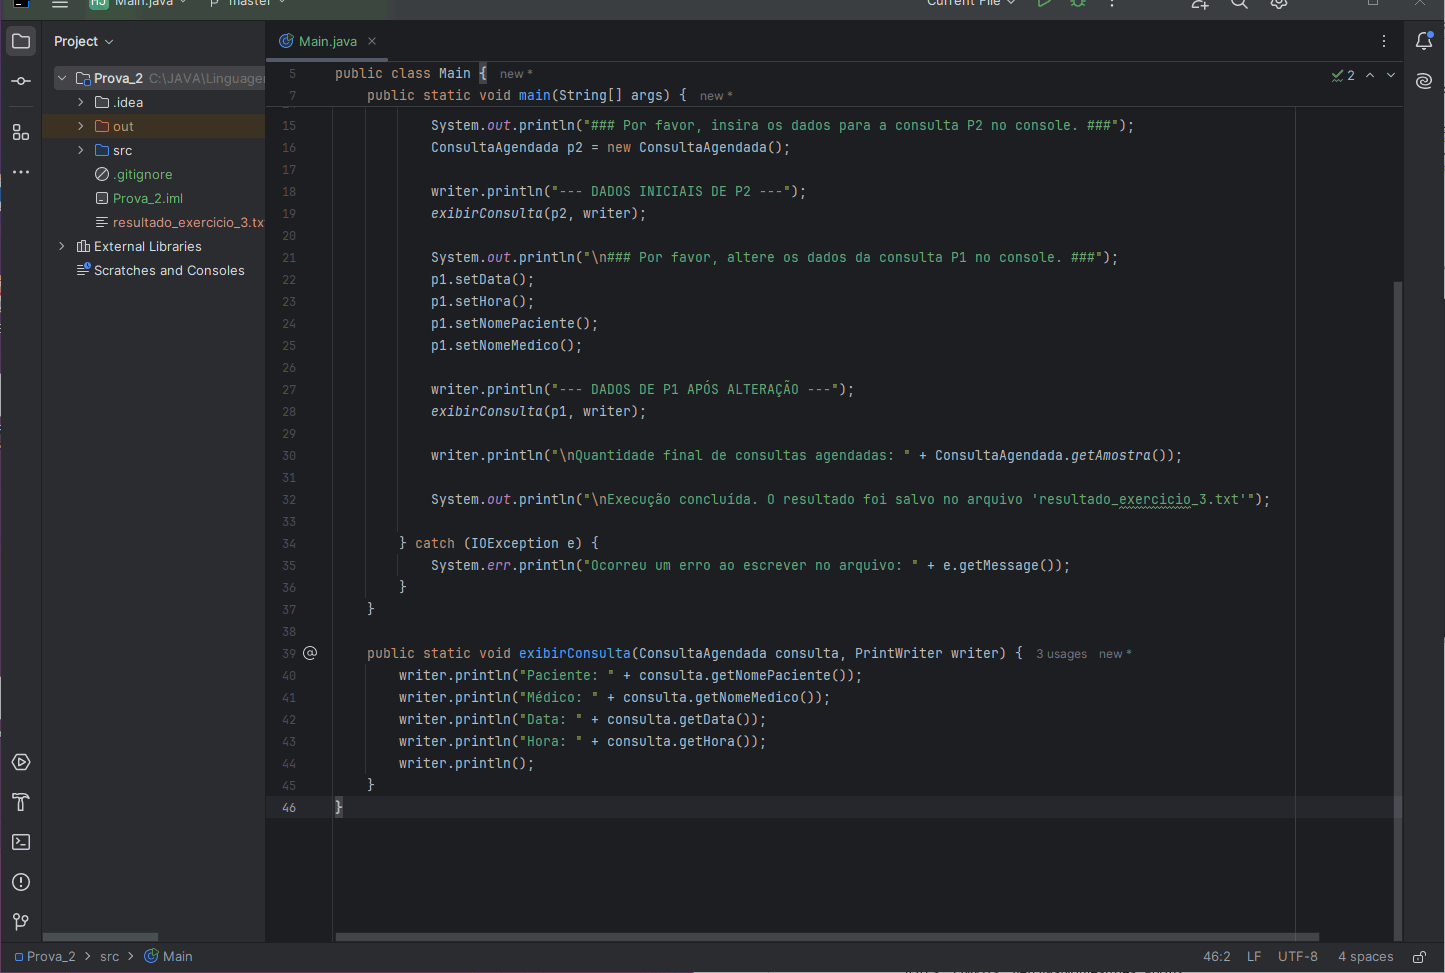 Main.java
master
Current File
Project
Main.java
Prova_2 C:\JAVA\Linguage
.idea
out
src
.gitignore
Prova_2.iml
resultado_exercicio_3.tx
External Libraries
Scratches and Consoles
2
5 public class Main { new *
7 public static void main(String[] args) { new *
15 System.out.println("### Por favor, insira os dados para a consulta P2 no console. ###");
16 ConsultaAgendada p2 = new ConsultaAgendada();
17
18 writer.println("--- DADOS INICIAIS DE P2 ---");
19 exibirConsulta(p2, writer);
20
21 System.out.println("\n### Por favor, altere os dados da consulta P1 no console. ###");
22 p1.setData();
23 p1.setHora();
24 p1.setNomePaciente();
25 p1.setNomeMedico();
26
27 writer.println("--- DADOS DE P1 APÓS ALTERAÇÃO ---");
28 exibirConsulta(p1, writer);
29
30 writer.println("\nQuantidade final de consultas agendadas: " + ConsultaAgendada.getAmostra());
31
32 System.out.println("\nExecução concluída. O resultado foi salvo no arquivo 'resultado_exercicio_3.txt'");
33
34 } catch (IOException e) {
35 System.err.println("Ocorreu um erro ao escrever no arquivo: " + e.getMessage());
36 }
37 }
38
39 public static void exibirConsulta(ConsultaAgendada consulta, PrintWriter writer) { 3 usages new *
40 writer.println("Paciente: " + consulta.getNomePaciente());
41 writer.println("Médico: " + consulta.getNomeMedico());
42 writer.println("Data: " + consulta.getData());
43 writer.println("Hora: " + consulta.getHora());
44 writer.println();
45 }
46 }
Prova_2 > src > Main
46:2 LF UTF-8 4 spaces